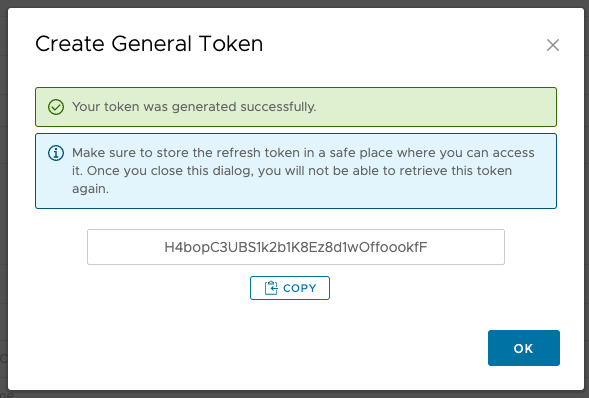 Create General Token
Your token was generated successfully.
Make sure to store the refresh token in a safe place where you can access
it. Once you close this dialog, you will not be able to retrieve this token
again.
H4bopC3UBS1k2b1K8Ez8d1wOffoookfF
COPY
OK